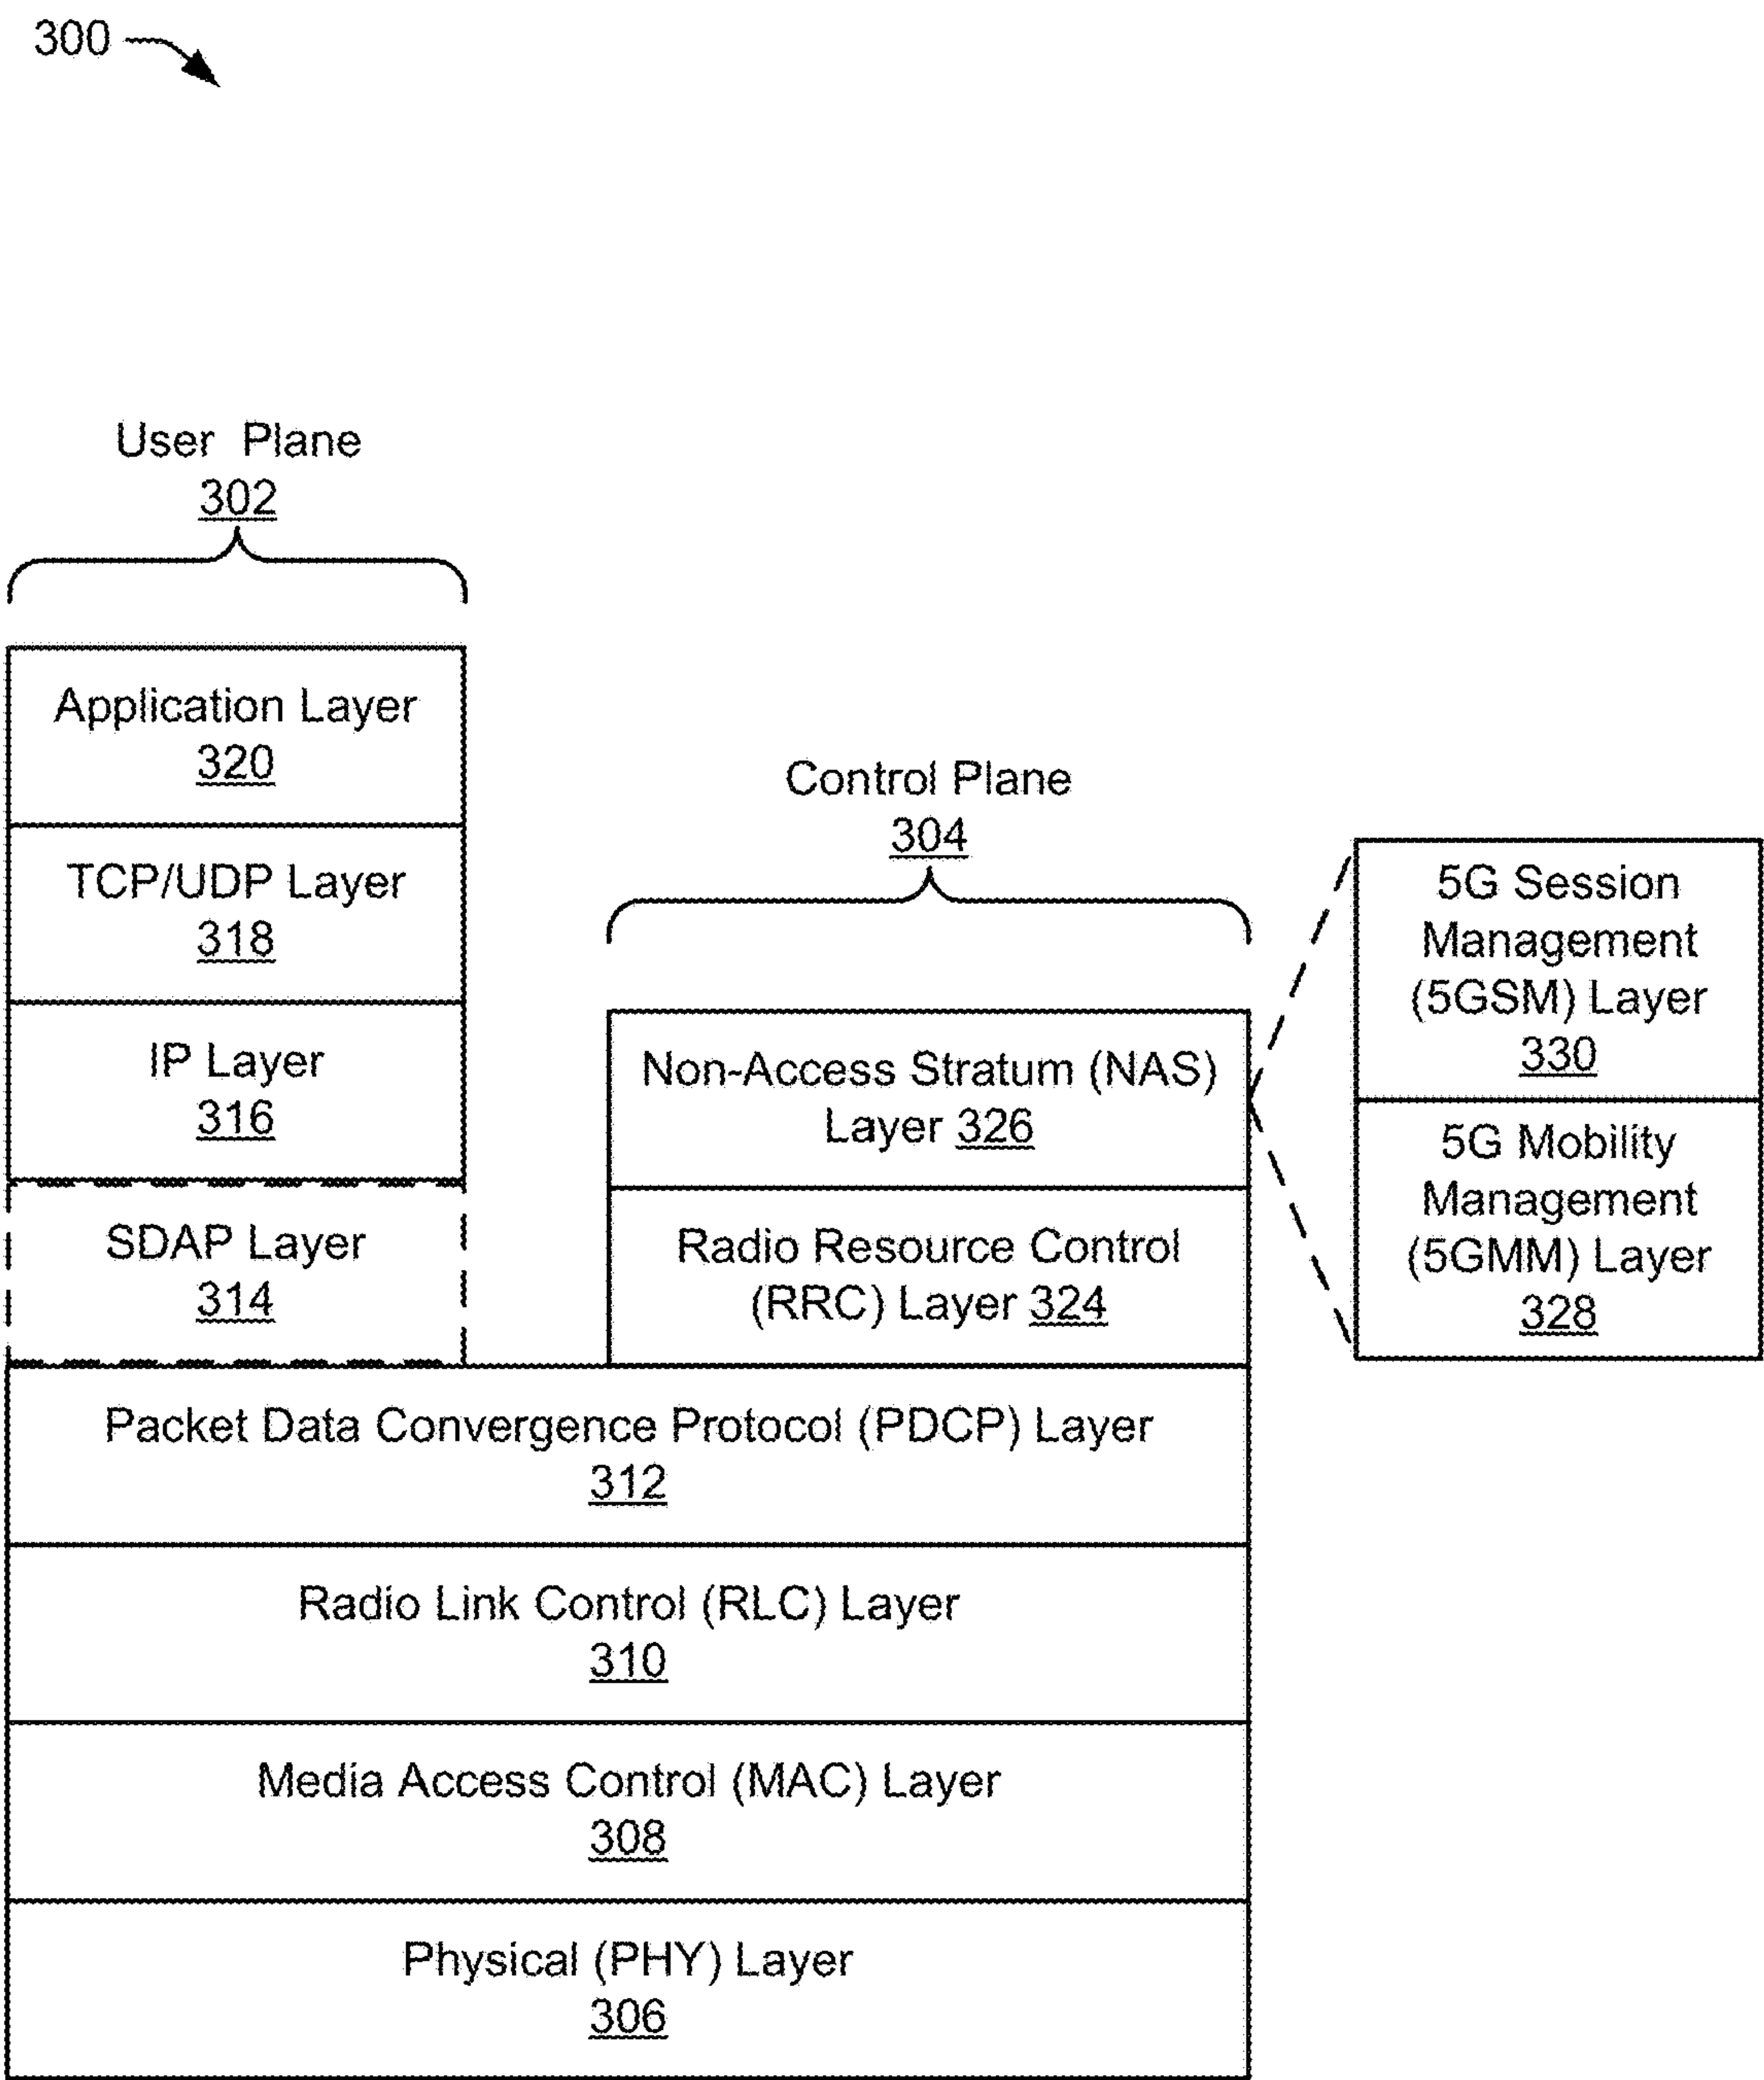 300
User Plane
302
Application Layer
320
TCP/UDP Layer
318
IP Layer
316
SDAP Layer
314
Control Plane
304
Non-Access Stratum (NAS)
Layer 326
Radio Resource Control
(RRC) Layer 324
5G Session
Management
(5GSM) Layer
330
5G Mobility
Management
(5GMM) Layer
328
Packet Data Convergence Protocol (PDCP) Layer
312
Radio Link Control (RLC) Layer
310
Media Access Control (MAC) Layer
308
Physical (PHY) Layer
306